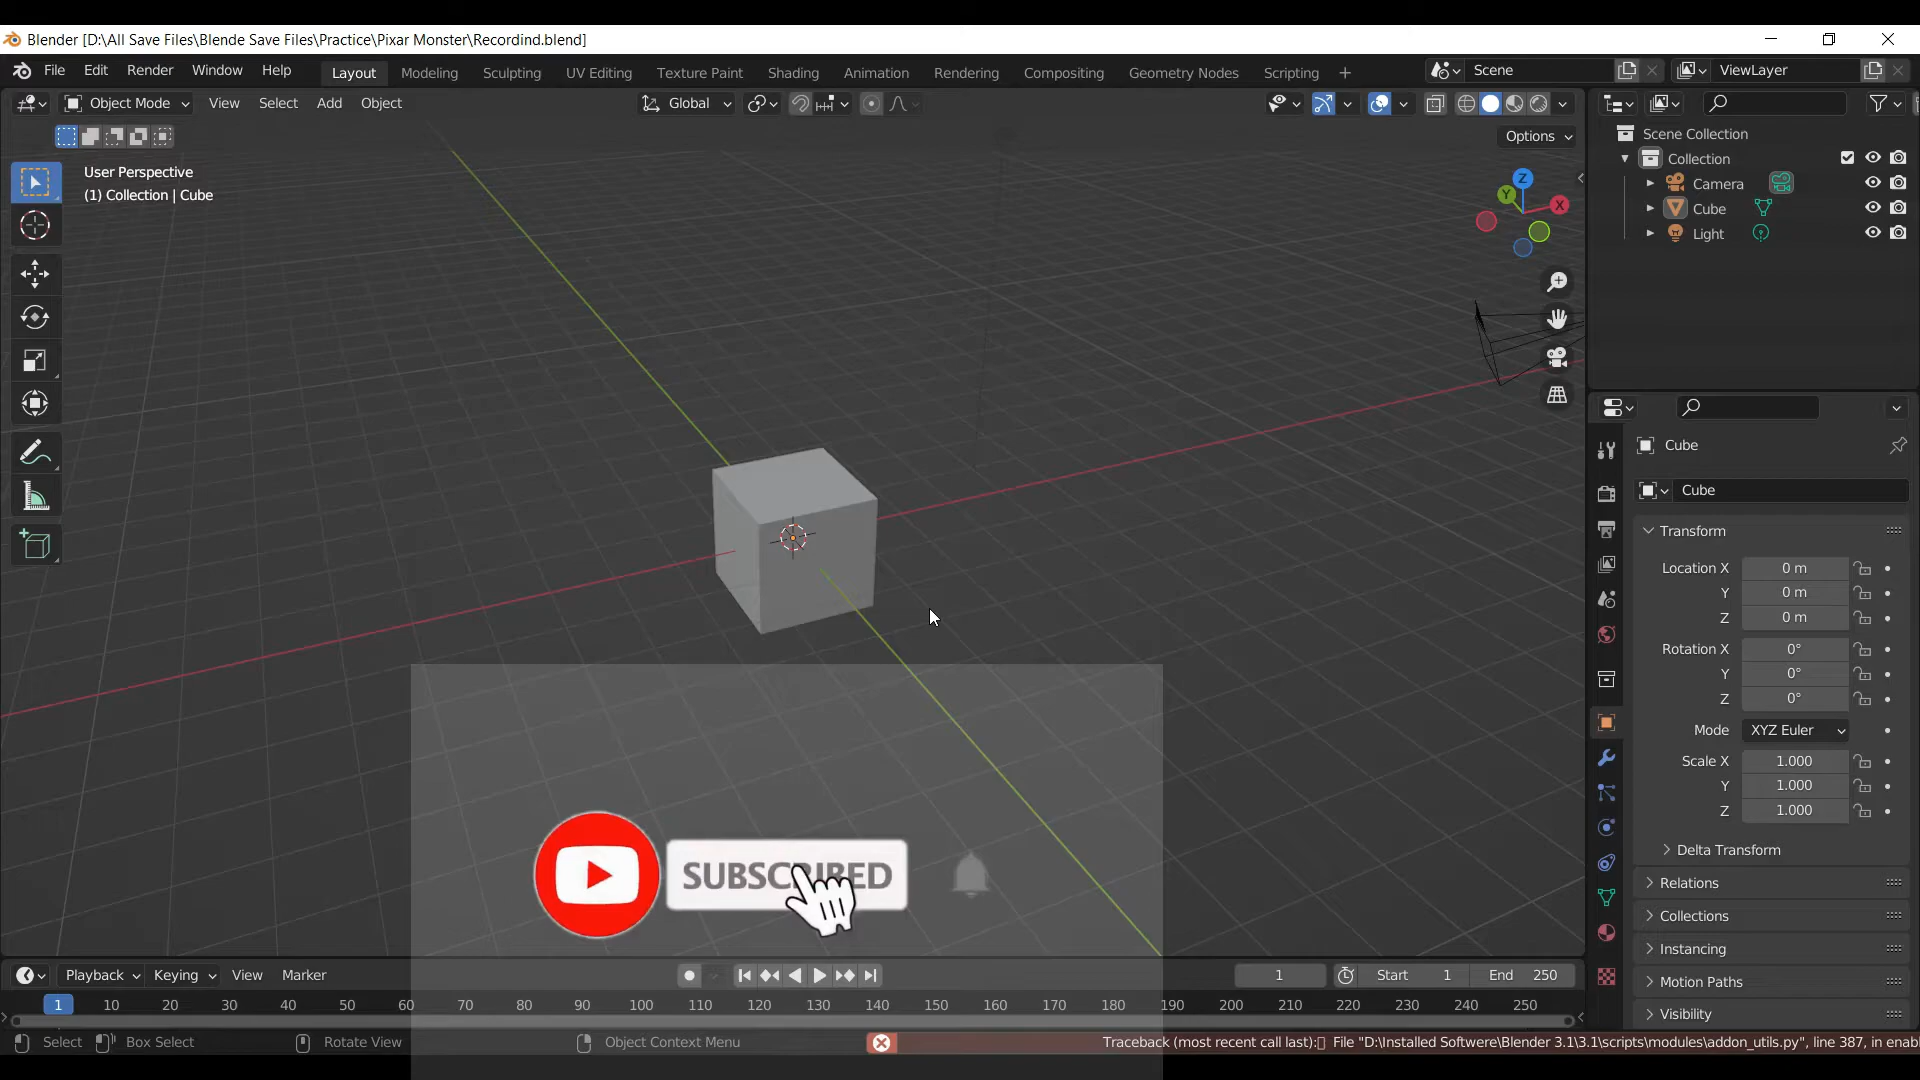 Blender [D:\All Save Files\Blende Save Files\Practice\Pixar Monster\Recordind.blend]
File Edit Render Window Help
Layout Modeling Sculpting UV Editing Texture Paint Shading Animation Rendering Compositing Geometry Nodes Scripting +
Scene
ViewLayer
Object Mode View Select Add Object
Global
Options
User Perspective
(1) Collection | Cube
Z
Y
X
Scene Collection
Collection
Camera
Cube
Light
Cube
Cube
Transform
Location X 0 m
Y 0 m
Z 0 m
Rotation X 0°
Y 0°
Z 0°
Mode XYZ Euler
Scale X 1.000
Y 1.000
Z 1.000
Delta Transform
Relations
Collections
Instancing
Motion Paths
Visibility
SUBSCRIBED
Playback Keying View Marker
1
Start 1 End 250
1 10 20 30 40 50 60 70 80 90 100 110 120 130 140 150 160 170 180 190 200 210 220 230 240 250
Select Box Select Rotate View Object Context Menu
Traceback (most recent call last): File "D:\Installed Softwere\Blender 3.1\3.1\scripts\modules\addon_utils.py", line 387, in enabl